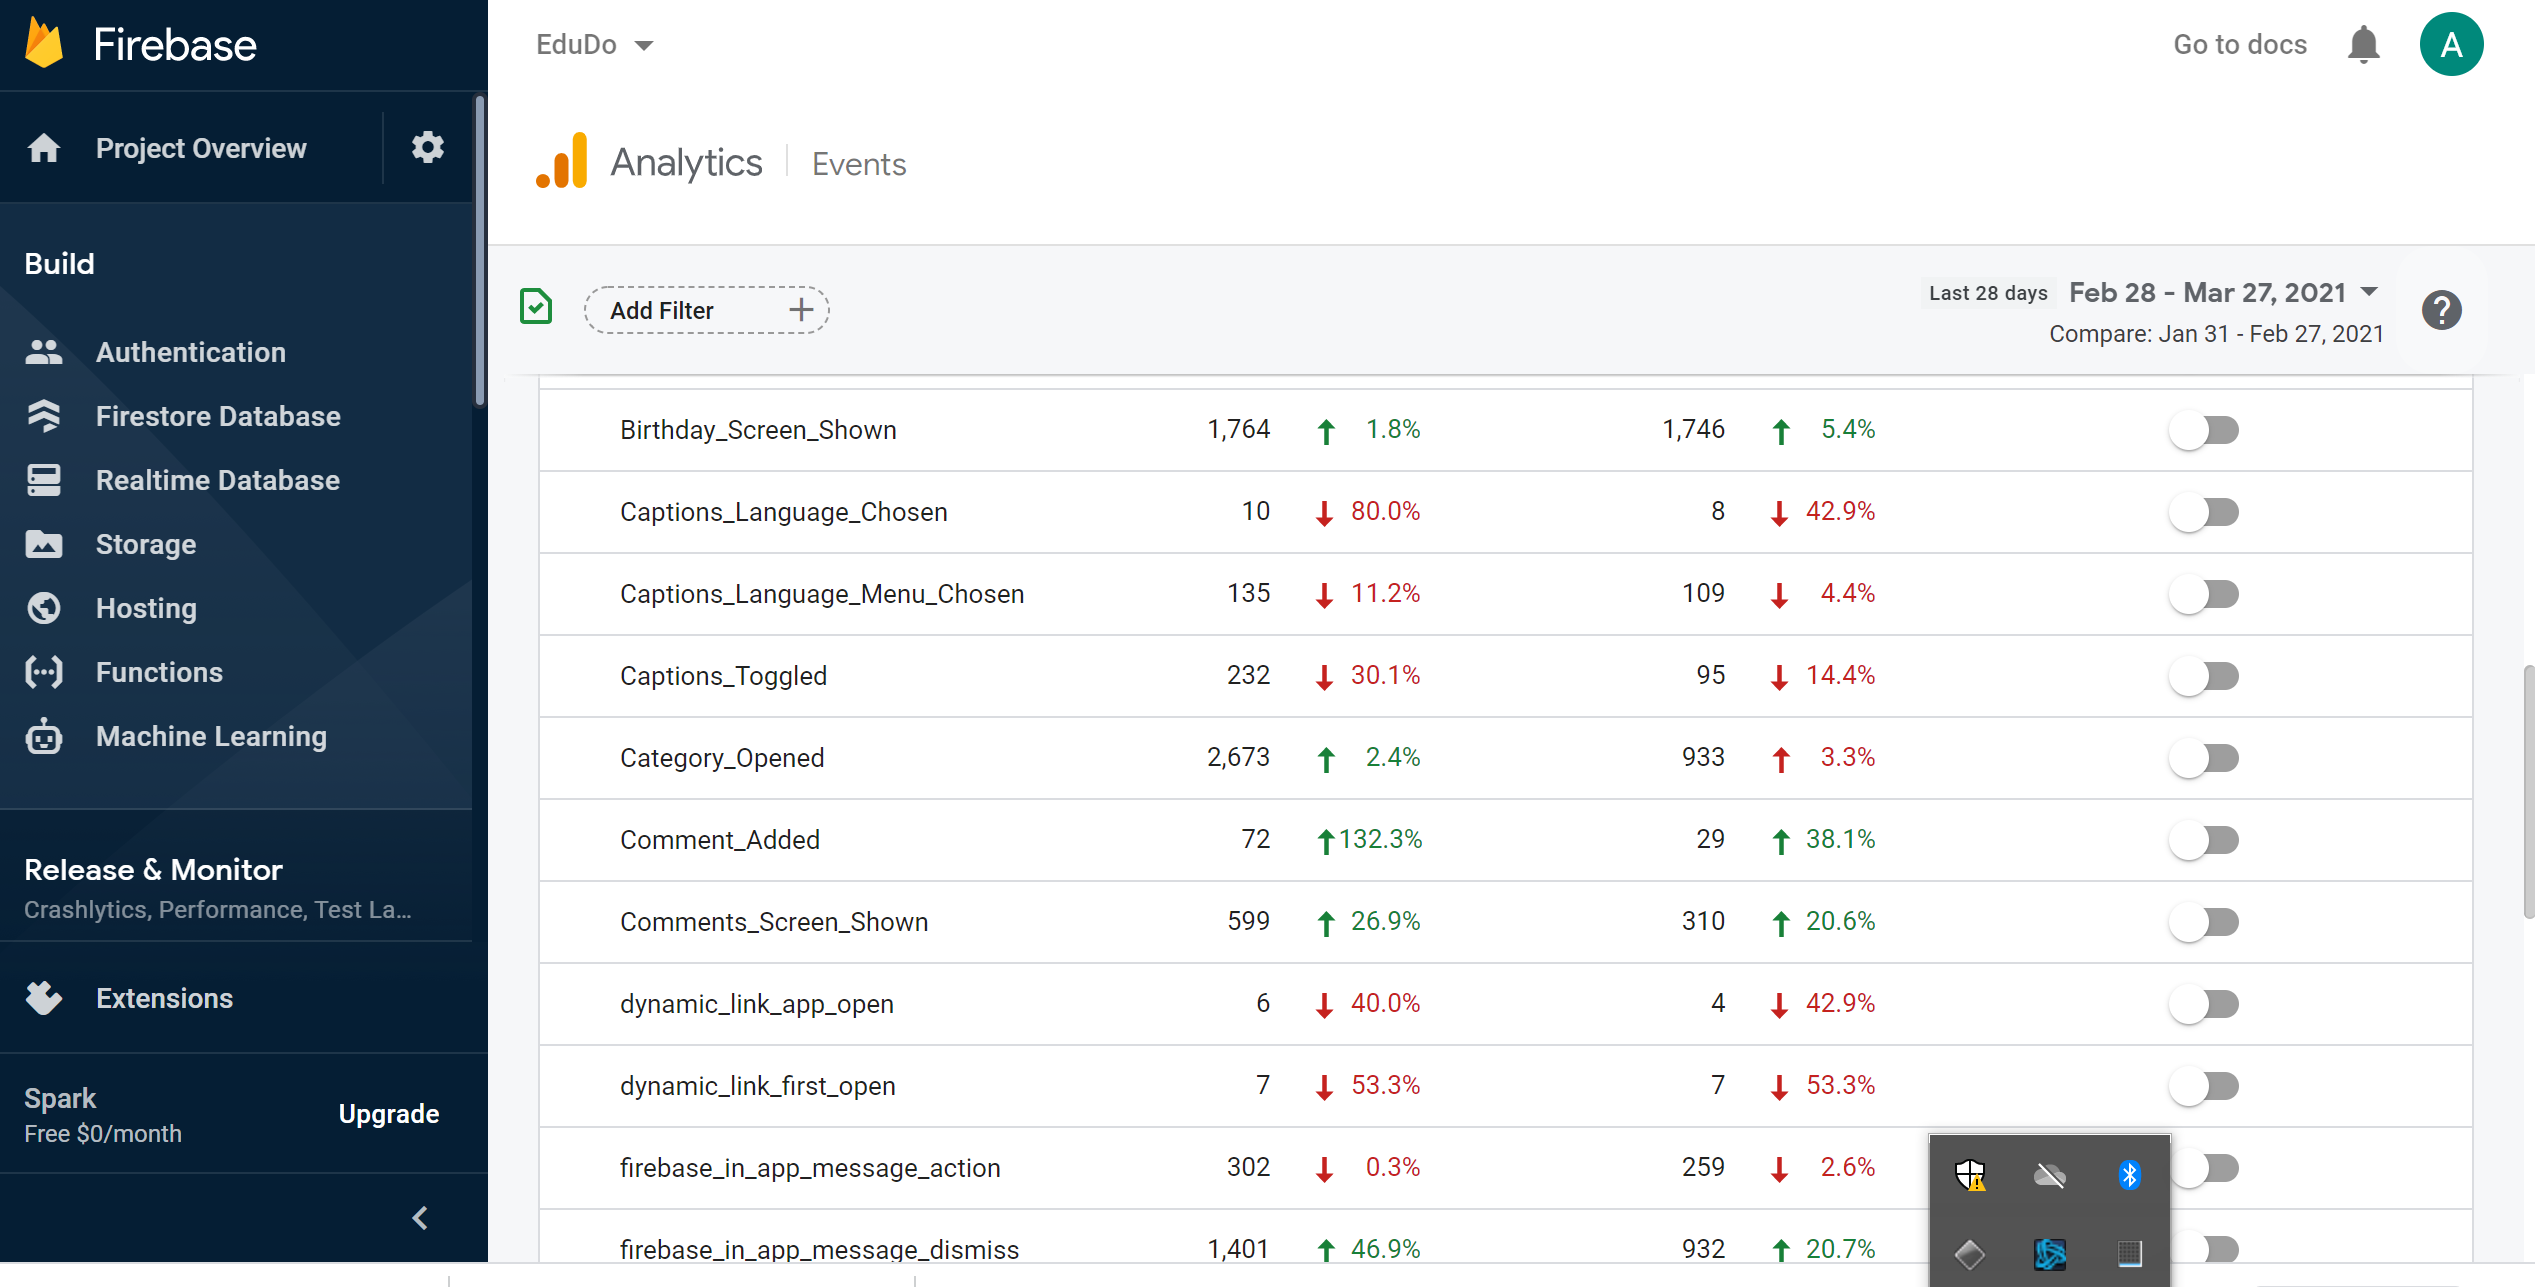 Firebase
Project Overview
Build
Authentication
Firestore Database
Realtime Database
Storage
Hosting
Functions
Machine Learning
Release & Monitor
Crashlytics, Performance, Test La...
Extensions
Spark
Free $0/month
Upgrade
EduDo
Go to docs
A
Analytics
Events
Add Filter
Last 28 days Feb 28 - Mar 27, 2021
Compare: Jan 31 - Feb 27, 2021
Birthday_Screen_Shown 1,764 1.8% 1,746 5.4%
Captions_Language_Chosen 10 80.0% 8 42.9%
Captions_Language_Menu_Chosen 135 11.2% 109 4.4%
Captions_Toggled 232 30.1% 95 14.4%
Category_Opened 2,673 2.4% 933 3.3%
Comment_Added 72 132.3% 29 38.1%
Comments_Screen_Shown 599 26.9% 310 20.6%
dynamic_link_app_open 6 40.0% 4 42.9%
dynamic_link_first_open 7 53.3% 7 53.3%
firebase_in_app_message_action 302 0.3% 259 2.6%
firebase_in_app_message_dismiss 1,401 46.9% 932 20.7%